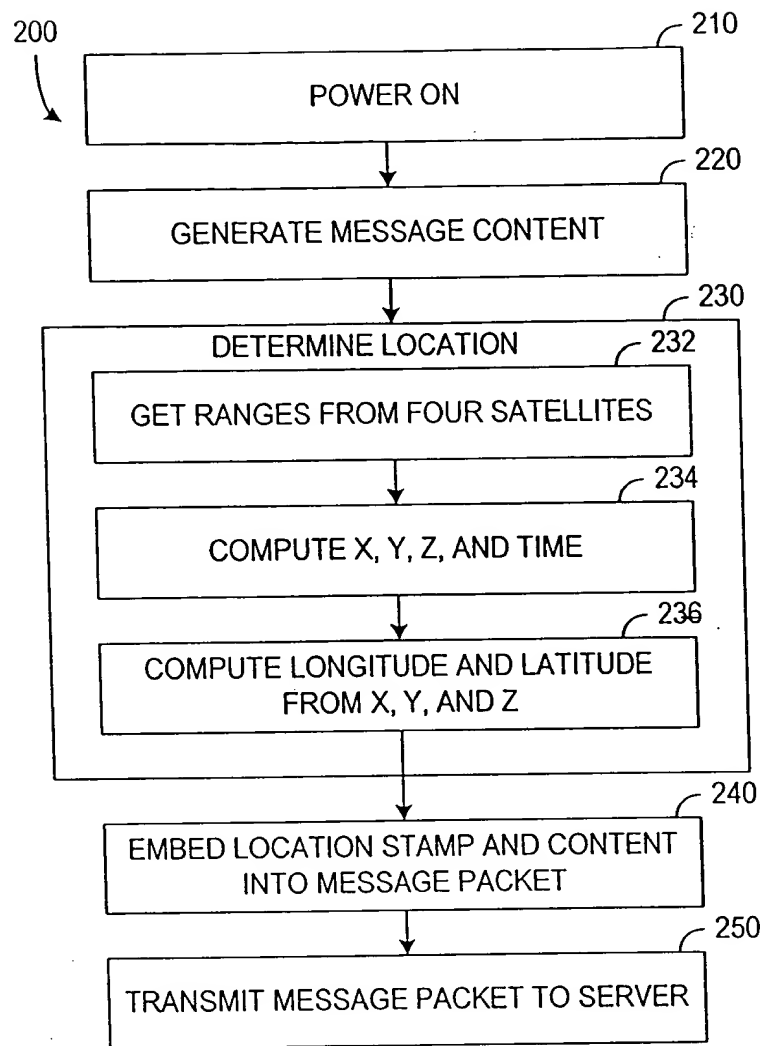 200
210
POWER ON
220
GENERATE MESSAGE CONTENT
230
DETERMINE LOCATION
232
GET RANGES FROM FOUR SATELLITES
234
COMPUTE X, Y, Z, AND TIME
236
COMPUTE LONGITUDE AND LATITUDE
FROM X, Y, AND Z
240
EMBED LOCATION STAMP AND CONTENT
INTO MESSAGE PACKET
250
TRANSMIT MESSAGE PACKET TO SERVER